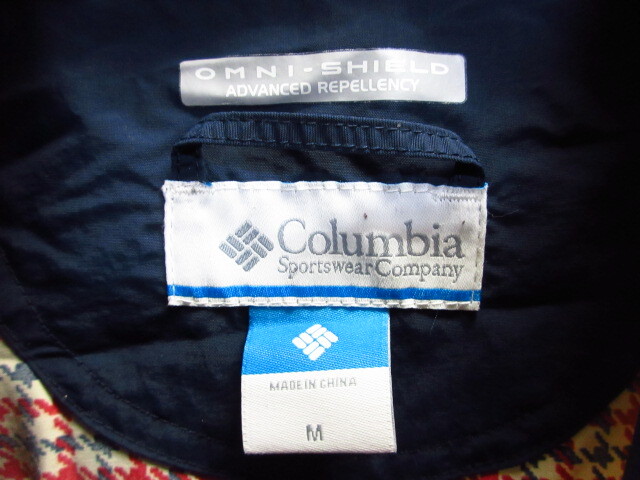 OMNI-SHIELD
ADVANCED REPELLENCY
Columbia
Sportswear Company
MADE IN CHINA
M